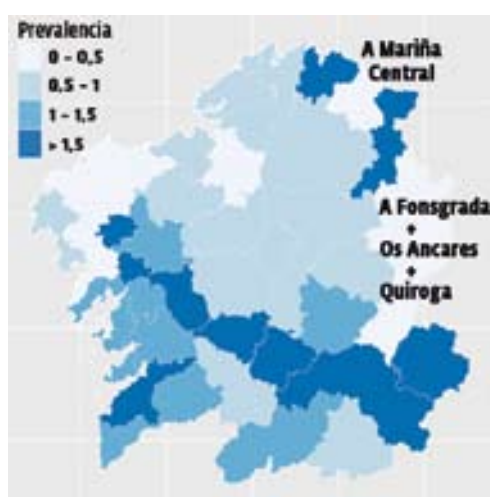 Prevalencia
0 - 0,5
0,5 - 1
1 - 1,5
> 1,5
A Mariña
Central
A Fonsgrada
+
Os Ancares
+
Quiroga